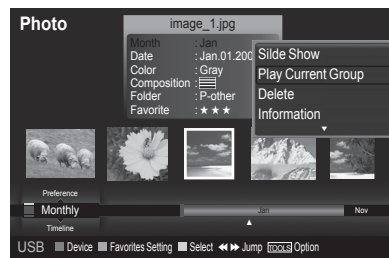 Photo
image_1.jpg
Month : Jan
Date : Jan.01.200
Color : Gray
Composition :
Folder : P-other
Favorite : ★ ★ ★
Silde Show
Play Current Group
Delete
Information
Preference
Monthly
Timeline
Jan
Nov
USB Device Favorites Setting Select Jump TOOLS Option